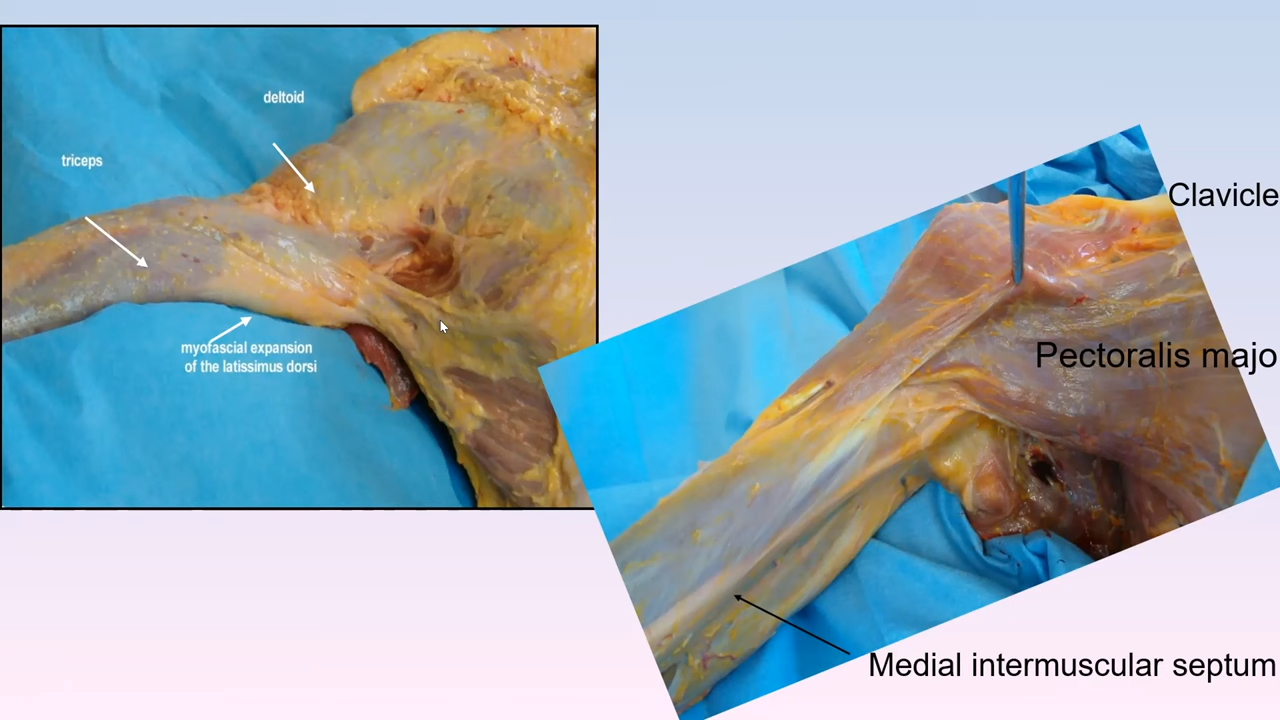 deltoid
triceps
myofascial expansion
of the latissimus dorsi
Clavicle
Pectoralis majo
Medial intermuscular septum